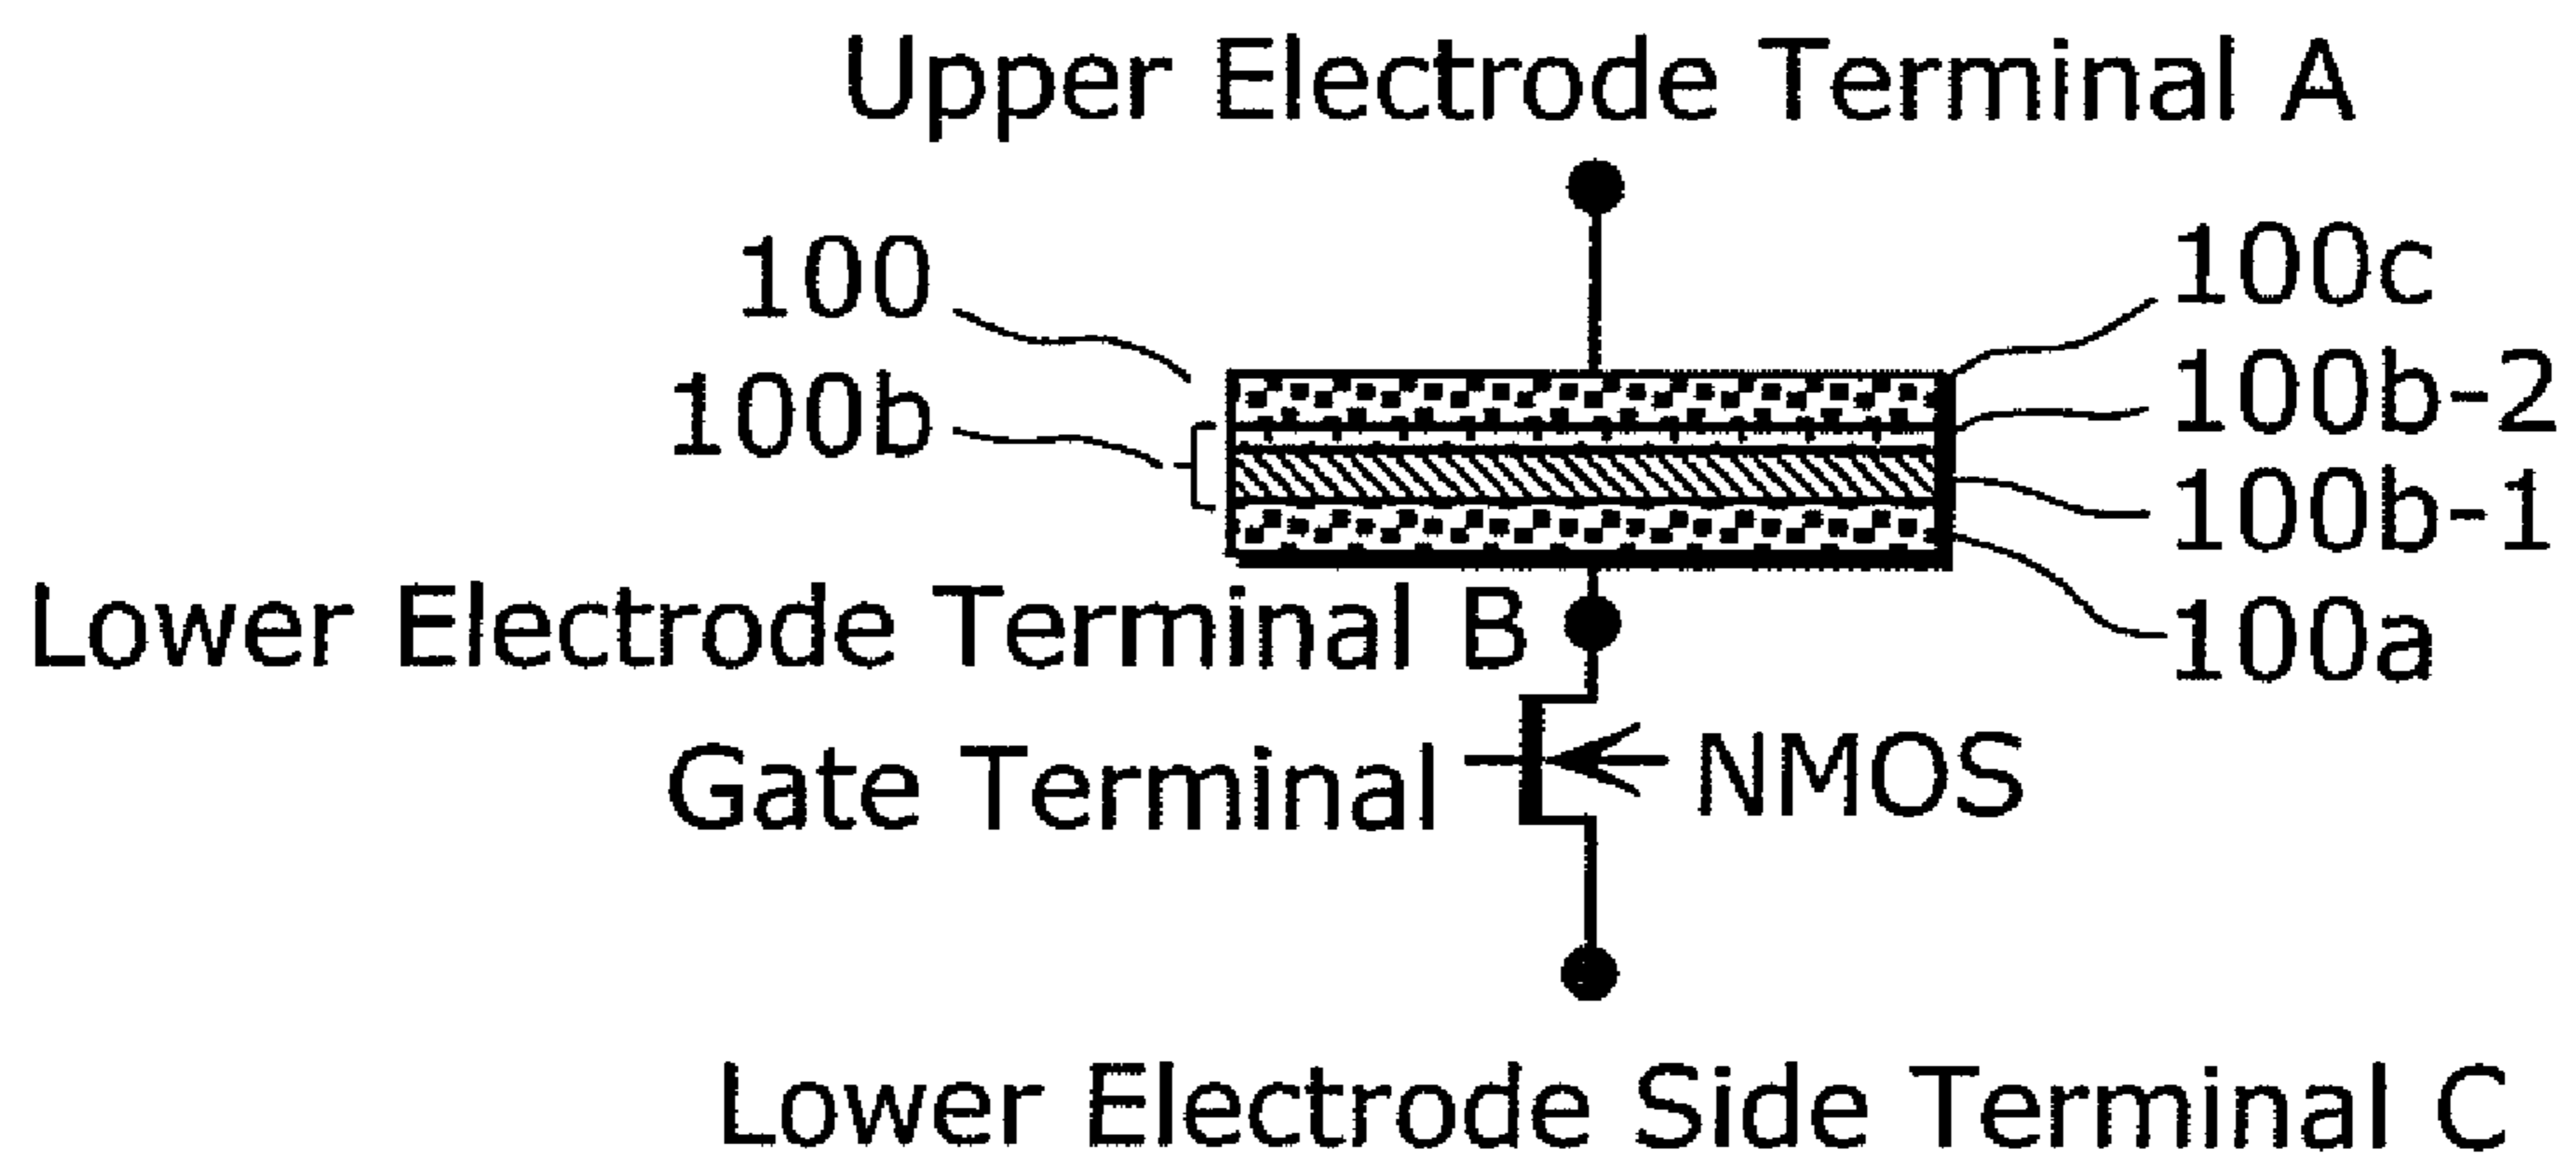 Upper Electrode Terminal A
100
100c
100b
100b-2
100b-1
Lower Electrode Terminal B
100a
Gate Terminal
NMOS
Lower Electrode Side Terminal C